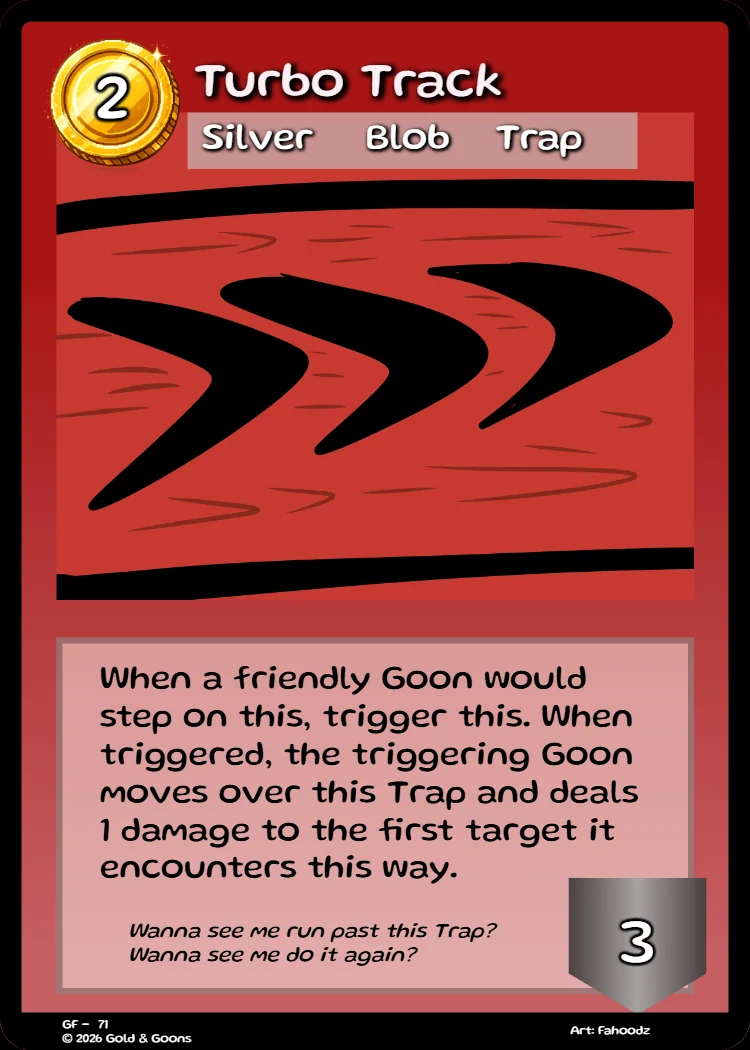 2
Turbo Track
Silver Blob Trap
When a friendly Goon would
step on this, trigger this. When
triggered, the triggering Goon
moves over this Trap and deals
1 damage to the first target it
encounters this way.
Wanna see me run past this Trap?
Wanna see me do it again?
3
GF - 71
© 2026 Gold & Goons
Art: fahoodz